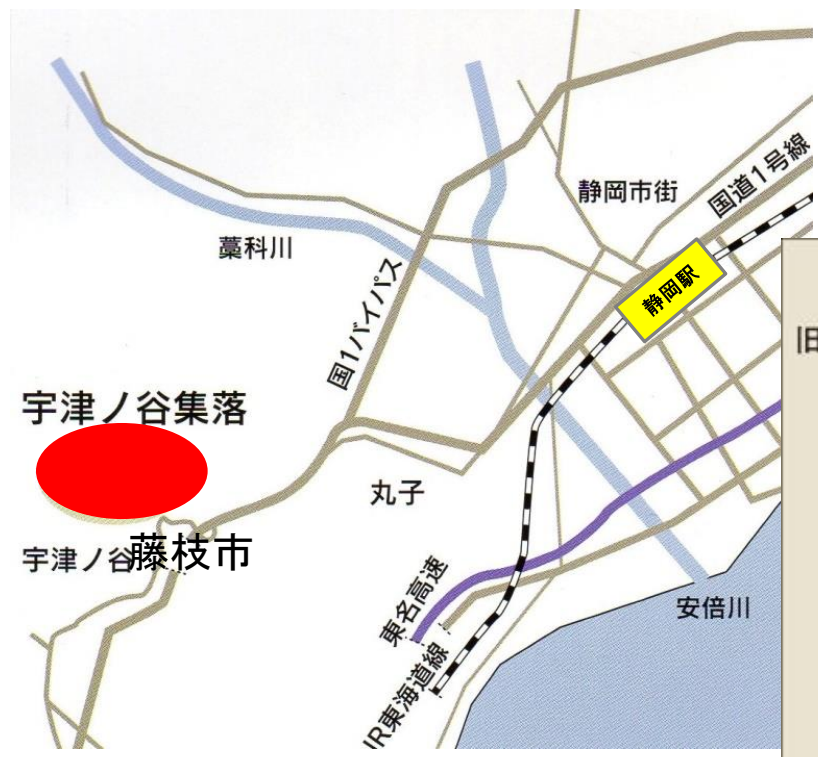 静岡市街
国道1号線
藁科川
国1バイパス
静岡駅
旧
宇津ノ谷集落
丸子
宇津ノ谷
藤枝市
東名高速
安倍川
JR東海道線